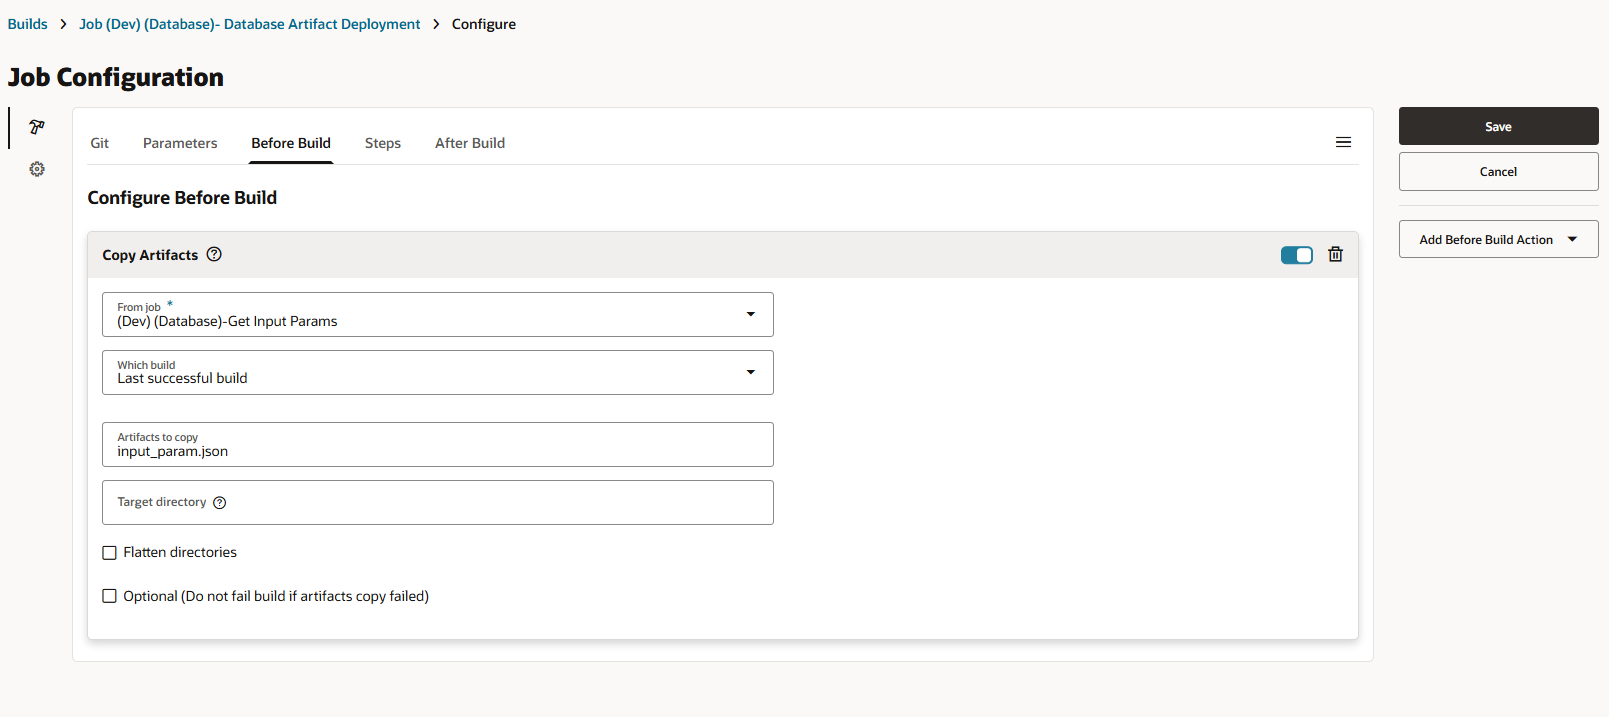 Builds > Job (Dev) (Database)- Database Artifact Deployment > Configure
Job Configuration
Git Parameters Before Build Steps After Build
Configure Before Build
Copy Artifacts ?
From job *
(Dev) (Database)-Get Input Params
Which build
Last successful build
Artifacts to copy
input_param.json
Target directory ?
Flatten directories
Optional (Do not fail build if artifacts copy failed)
Save
Cancel
Add Before Build Action